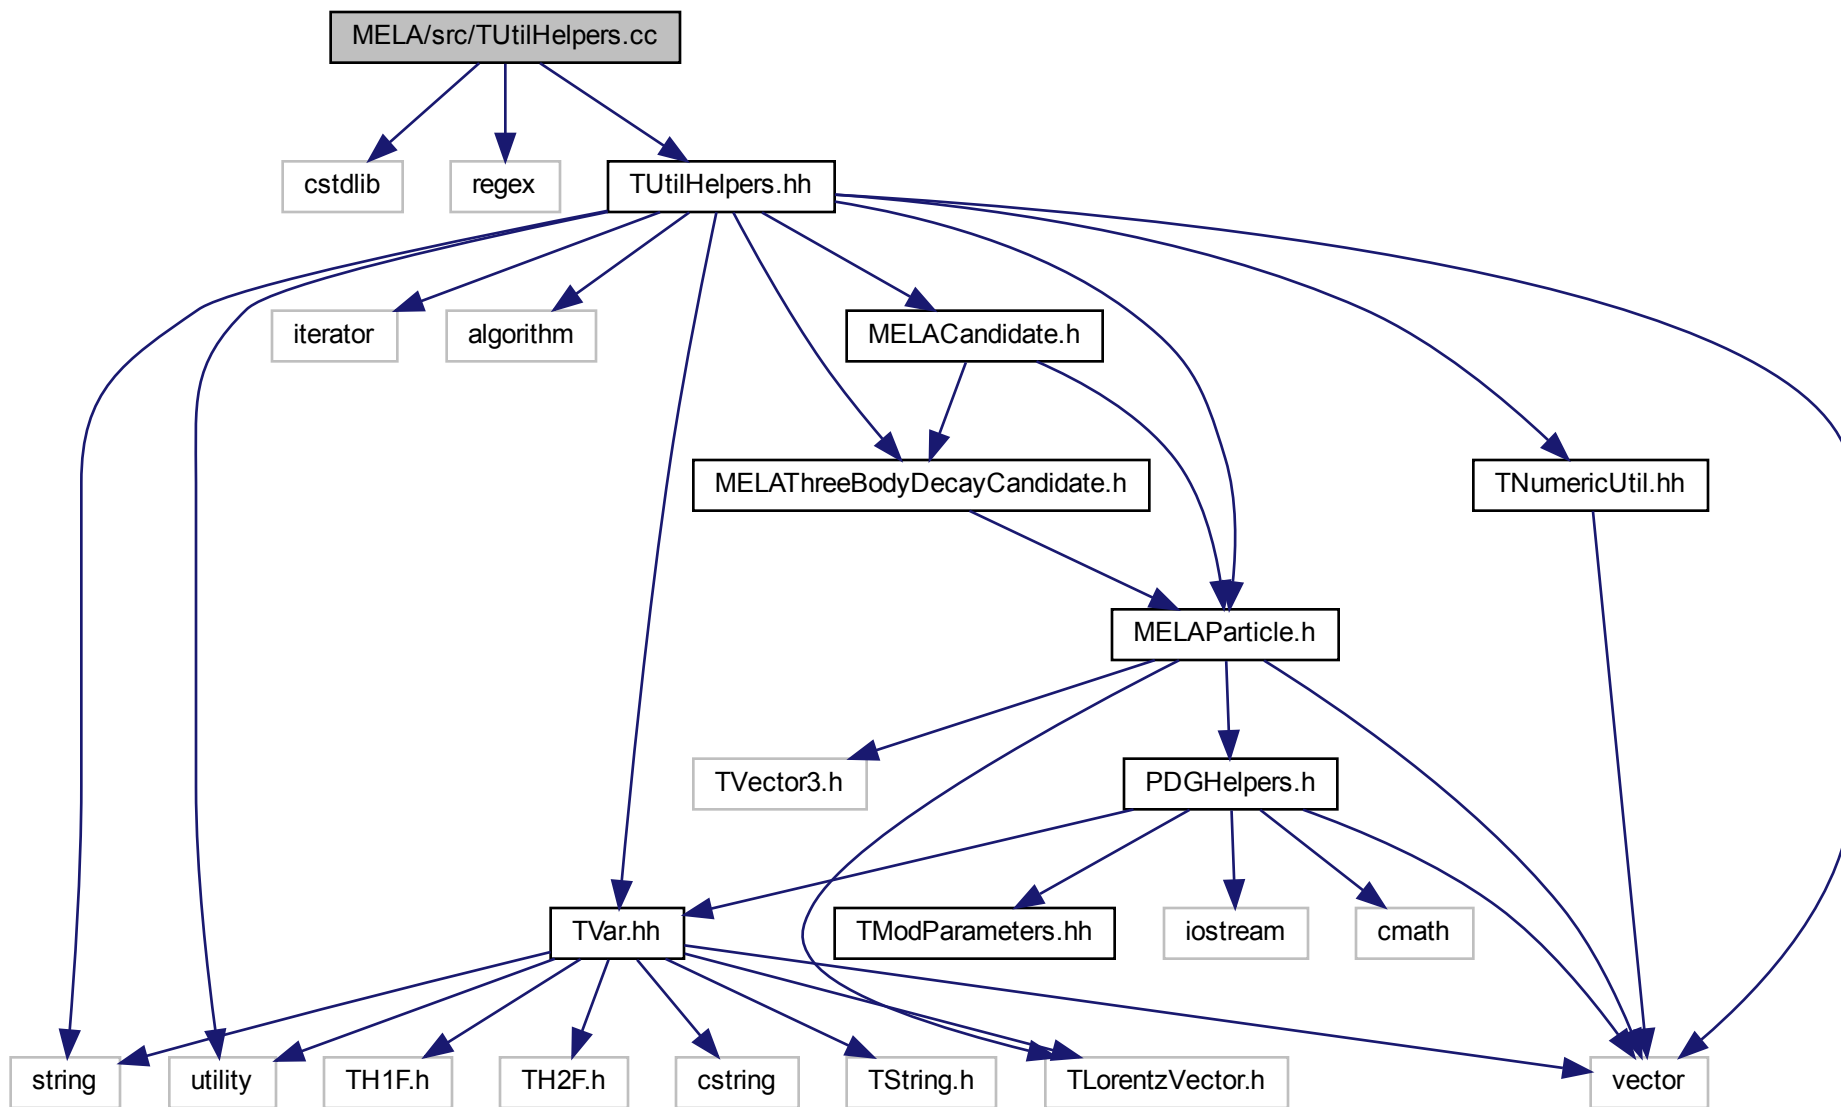 MELA/src/TUtilHelpers.cc
cstdlib
regex
TUtilHelpers.hh
iterator
algorithm
MELACandidate.h
MELAThreeBodyDecayCandidate.h
TNumericUtil.hh
MELAParticle.h
TVector3.h
PDGHelpers.h
TVar.hh
TModParameters.hh
iostream
cmath
string
utility
TH1F.h
TH2F.h
cstring
TString.h
TLorentzVector.h
vector